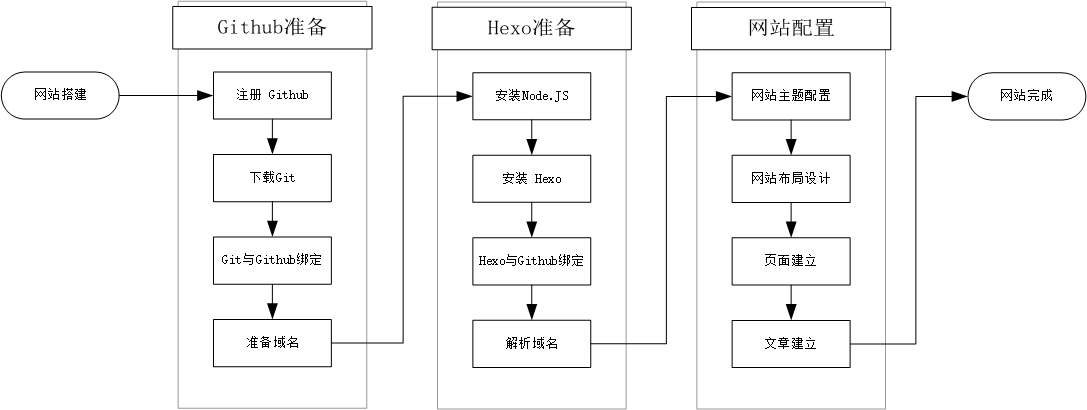 网站搭建
Github准备
注册 Github
下载Git
Git与Github绑定
准备域名
Hexo准备
安装Node.JS
安装 Hexo
Hexo与Github绑定
解析域名
网站配置
网站主题配置
网站布局设计
页面建立
文章建立
网站完成